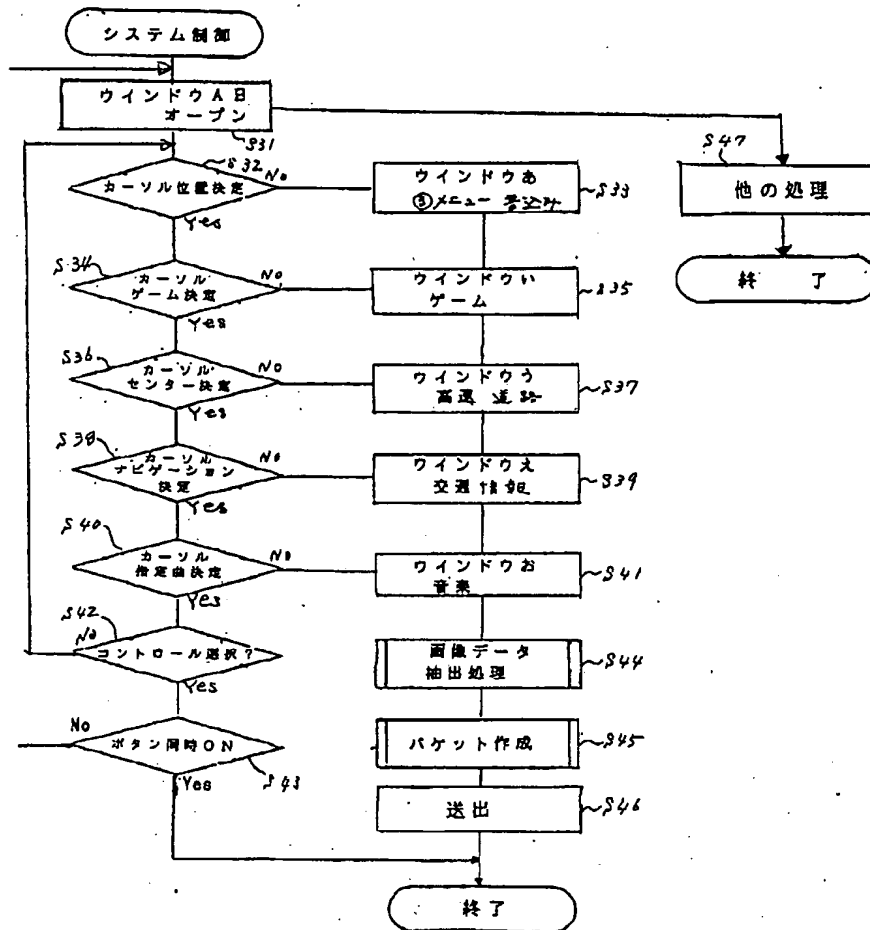 システム制御
ウインドウAB
オープン
S31
S32
カーソル位置決定
No
Yes
ウインドウあ
メニュー 書込み
S33
S47
他の処理
終了
S34
カーソル
ゲーム決定
No
Yes
ウインドウい
ゲーム
S35
S36
カーソル
センター決定
No
Yes
ウインドウう
高速 道路
S37
S38
カーソル
ナビゲーション
決定
No
Yes
ウインドウえ
交通 情報
S39
S40
カーソル
指定曲決定
No
Yes
ウインドウお
音楽
S41
S42
No
コントロール選択?
Yes
画像データ
抽出処理
S44
No
ボタン同時ON
Yes
S43
パケット作成
S45
送出
S46
終了